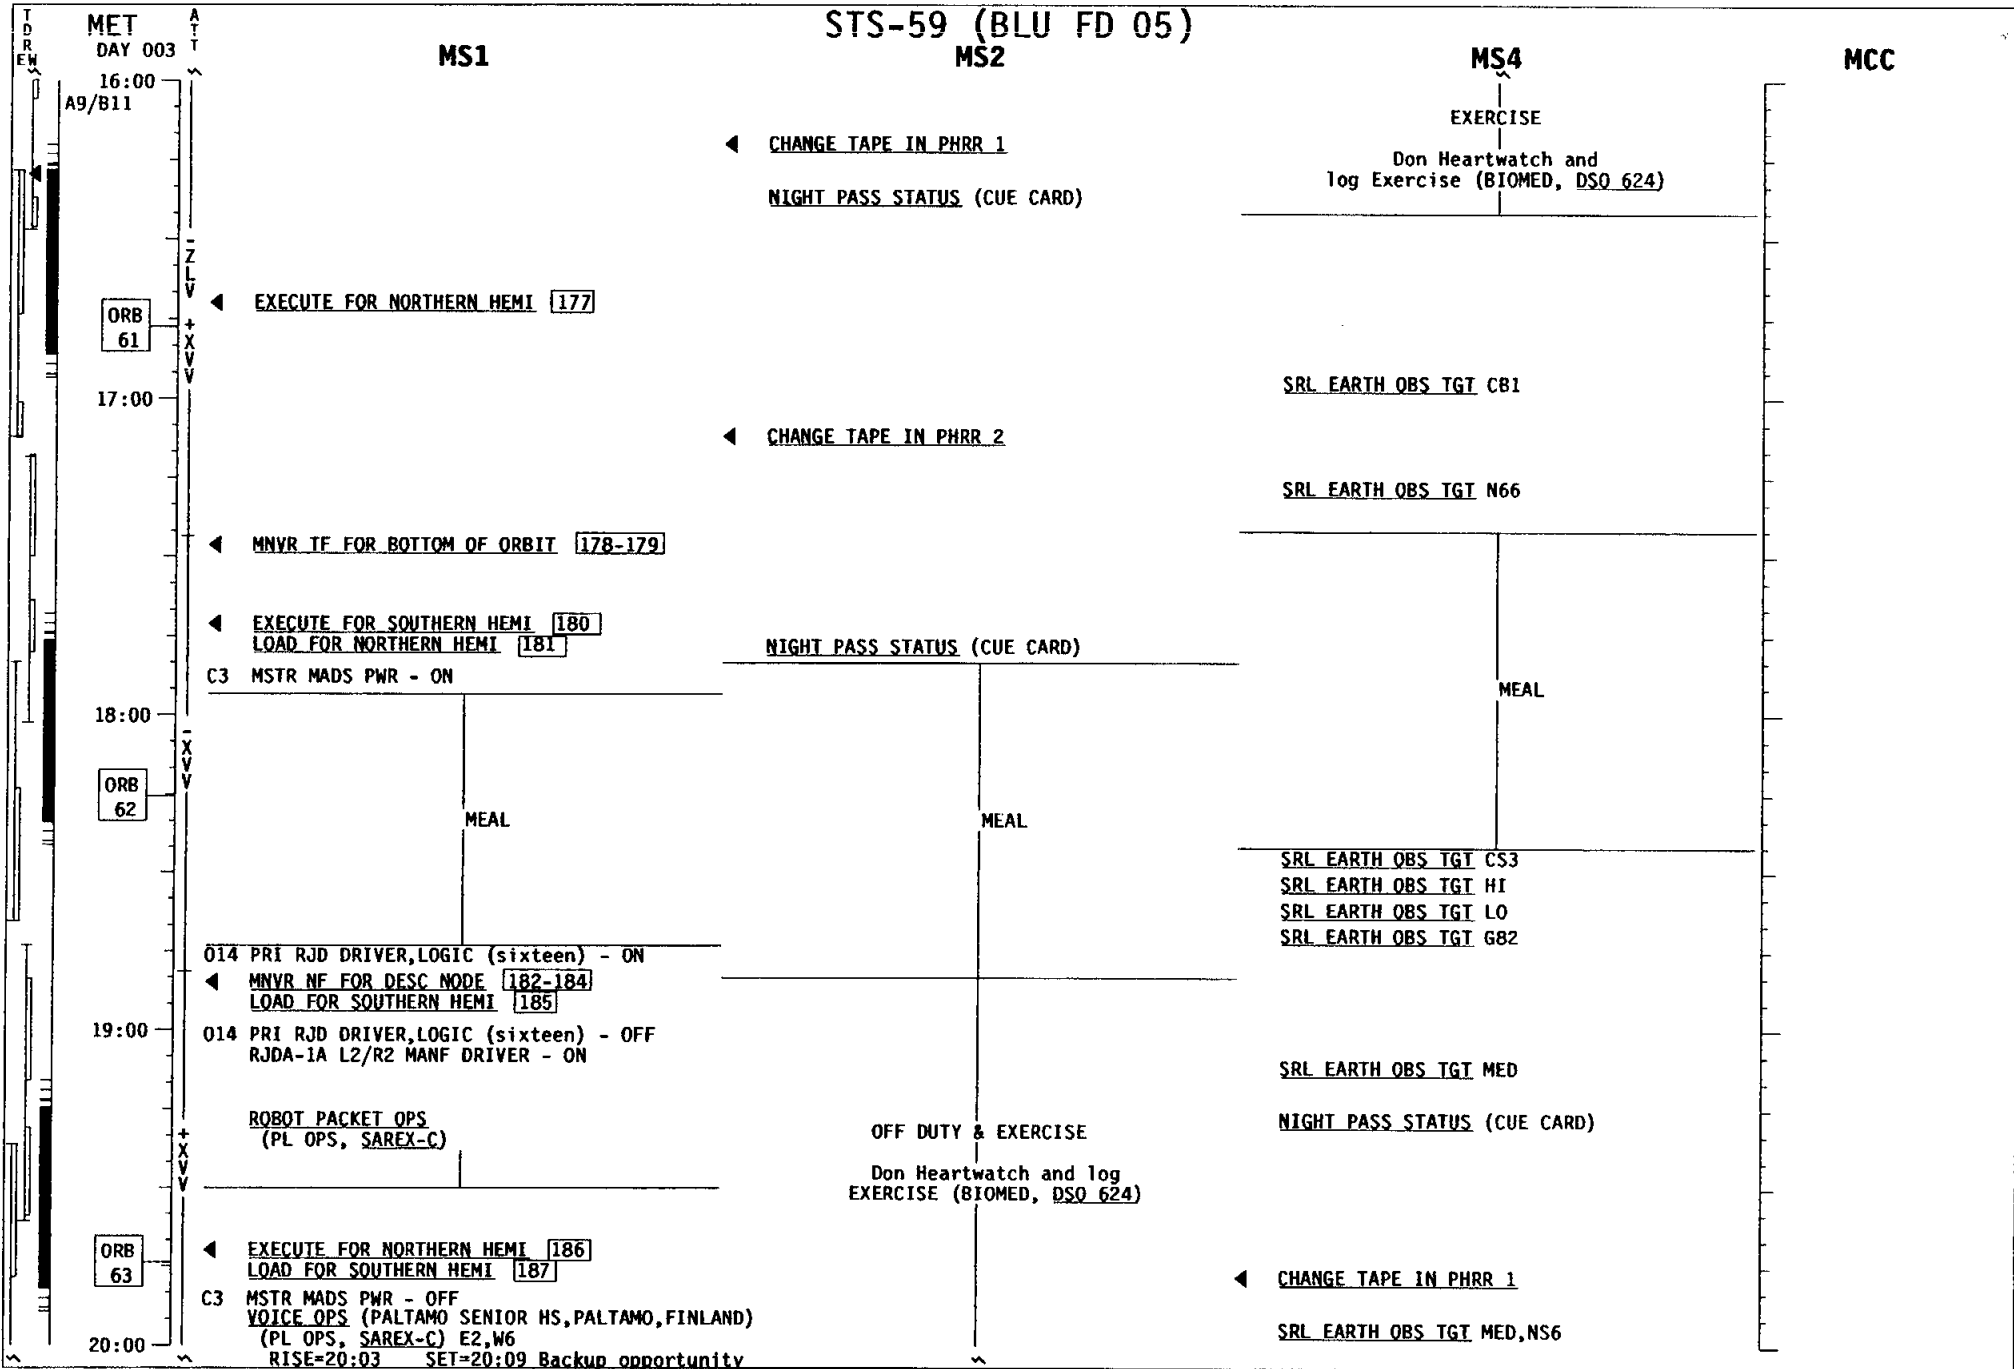 STS-59 (BLU FD 05)
TDRE W
MET
DAY 003
ATT
MS1
MS2
MS4
MCC
16:00
A9/B11
EXERCISE
CHANGE TAPE IN PHRR 1
Don Heartwatch and
log Exercise (BIOMED, DSO 624)
NIGHT PASS STATUS (CUE CARD)
-ZLV
EXECUTE FOR NORTHERN HEMI 177
ORB
61
+XVV
17:00
SRL EARTH OBS TGT CB1
CHANGE TAPE IN PHRR 2
SRL EARTH OBS TGT N66
MNVR TF FOR BOTTOM OF ORBIT 178-179
EXECUTE FOR SOUTHERN HEMI 180
LOAD FOR NORTHERN HEMI 181
NIGHT PASS STATUS (CUE CARD)
C3 MSTR MADS PWR - ON
MEAL
18:00
-XVV
ORB
62
MEAL
MEAL
SRL EARTH OBS TGT CS3
SRL EARTH OBS TGT HI
SRL EARTH OBS TGT LO
SRL EARTH OBS TGT G82
O14 PRI RJD DRIVER,LOGIC (sixteen) - ON
MNVR NF FOR DESC NODE 182-184
LOAD FOR SOUTHERN HEMI 185
19:00
O14 PRI RJD DRIVER,LOGIC (sixteen) - OFF
RJDA-1A L2/R2 MANF DRIVER - ON
SRL EARTH OBS TGT MED
ROBOT PACKET OPS
(PL OPS, SAREX-C)
NIGHT PASS STATUS (CUE CARD)
+XVV
OFF DUTY & EXERCISE
Don Heartwatch and log
EXERCISE (BIOMED, DSO 624)
ORB
63
EXECUTE FOR NORTHERN HEMI 186
LOAD FOR SOUTHERN HEMI 187
CHANGE TAPE IN PHRR 1
C3 MSTR MADS PWR - OFF
VOICE OPS (PALTAMO SENIOR HS,PALTAMO,FINLAND)
(PL OPS, SAREX-C) E2,W6
SRL EARTH OBS TGT MED,NS6
20:00
RISE=20:03 SET=20:09 Backup opportunity